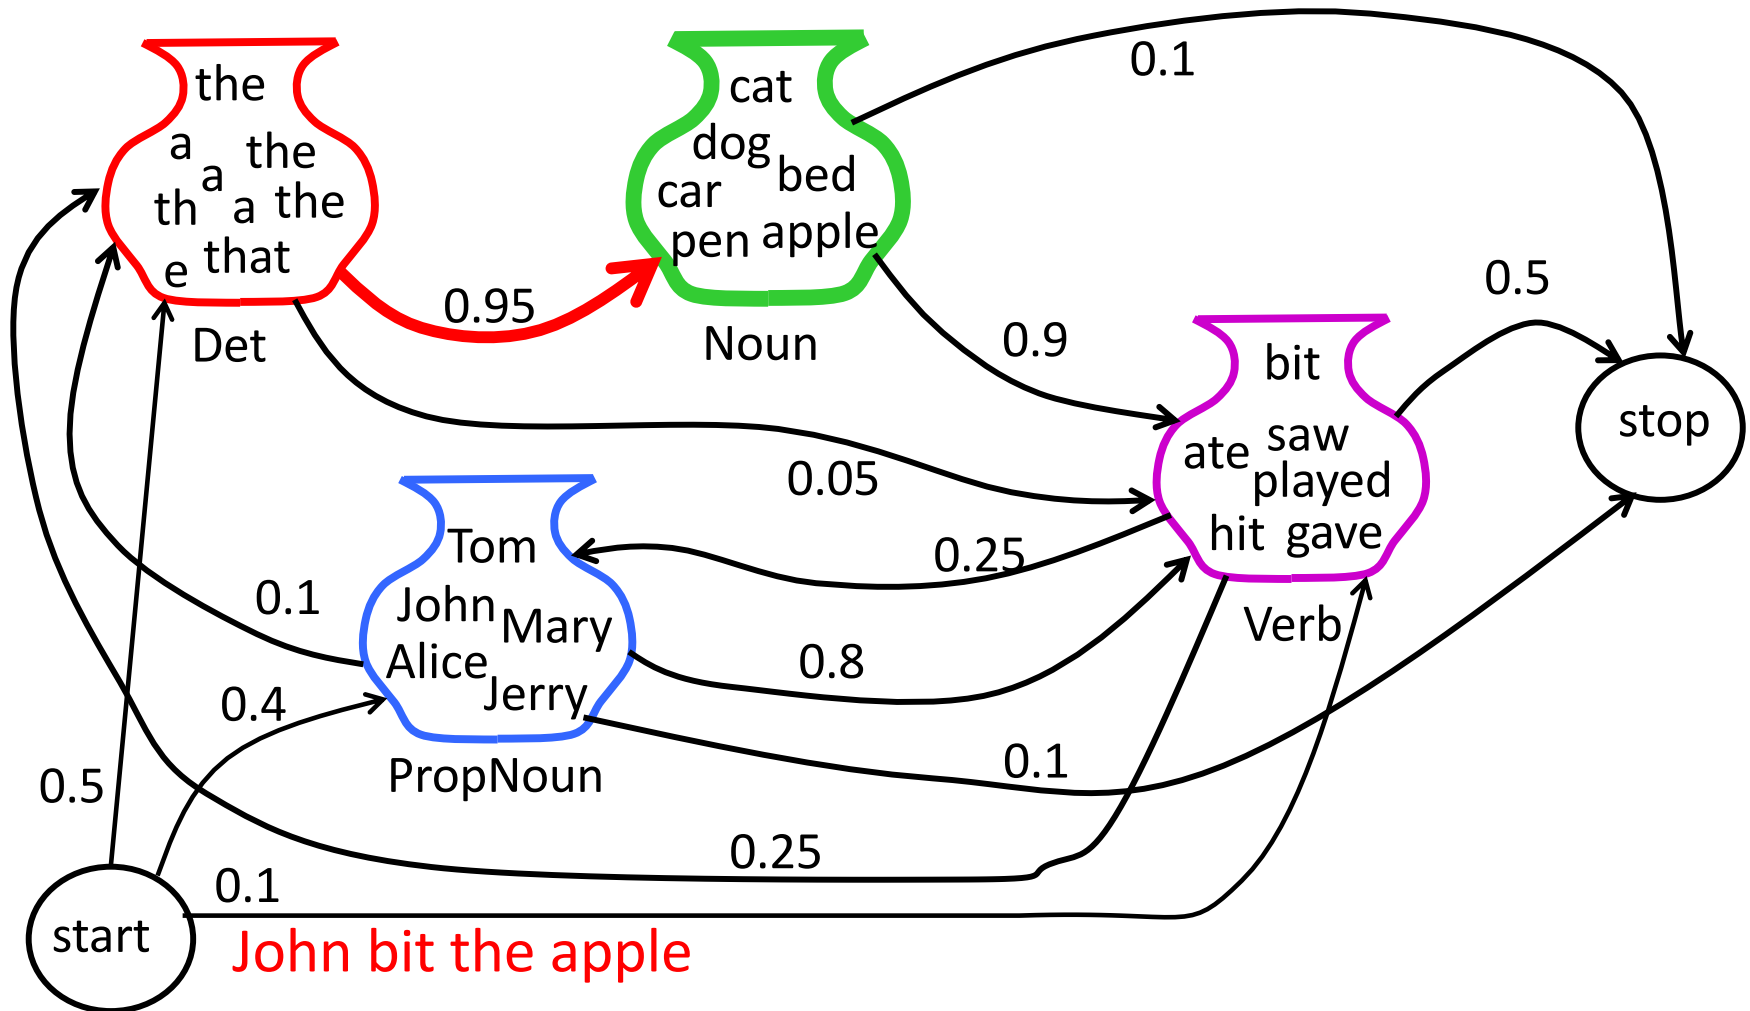 the
a
the
a
th
a
the
e
that
Det
cat
dog
bed
car
pen
apple
Noun
0.1
0.95
0.9
0.5
bit
saw
ate
played
hit
gave
Verb
stop
0.05
0.25
Tom
John
Mary
Alice
Jerry
PropNoun
0.1
0.8
0.4
0.1
0.5
0.25
0.1
start
John bit the apple